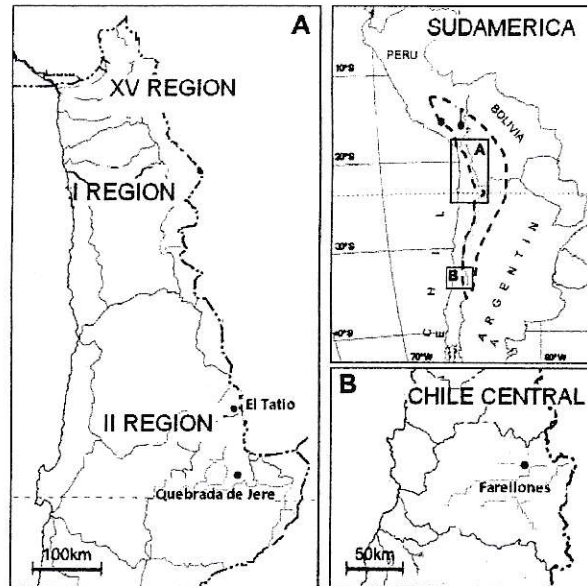 A
XV REGION
I REGION
II REGION
El Tatio
Quebrada de Jere
100km
SUDAMERICA
PERU
10°S
BOLIVIA
A
20°S
30°S
B
CHILE
ARGENTINA
40°S
70°W
60°W
B
CHILE CENTRAL
Farellones
50km